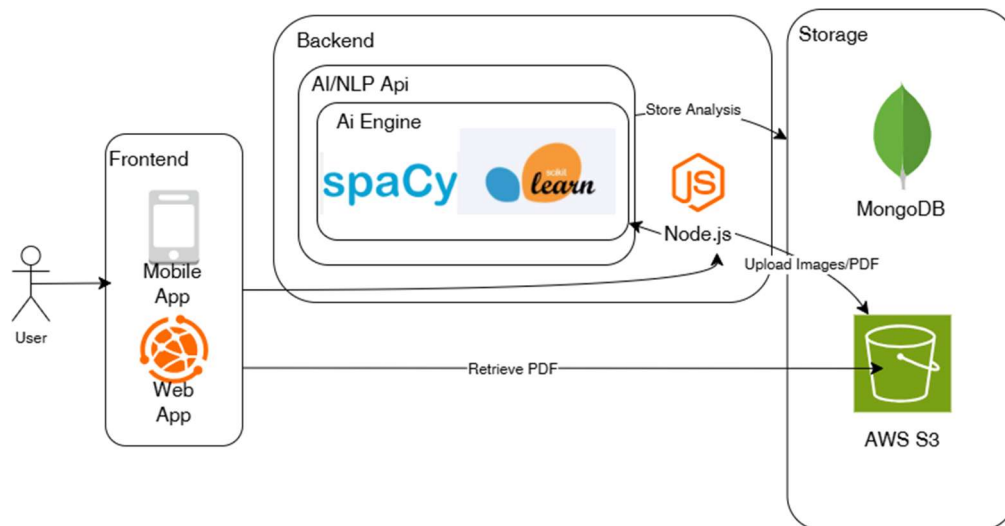 Backend
Storage
AI/NLP Api
Ai Engine
Store Analysis
Frontend
spaCy
scikit
learn
JS
MongoDB
Node.js
Mobile
App
Upload Images/PDF
User
Retrieve PDF
Web
App
AWS S3